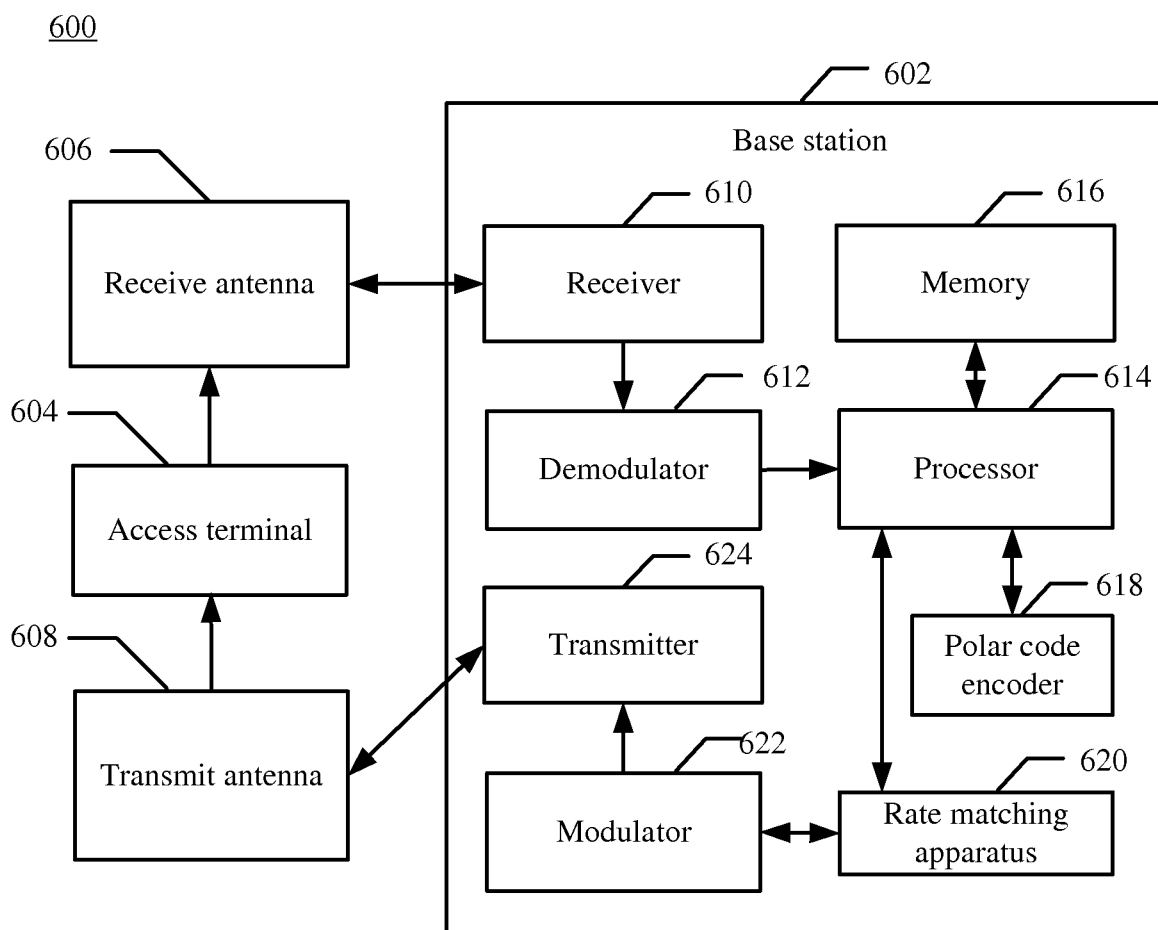 600
602
Base station
606
610
616
Receive antenna
Receiver
Memory
612
614
604
Demodulator
Processor
Access terminal
624
618
608
Transmitter
Polar code
encoder
622
620
Transmit antenna
Modulator
Rate matching
apparatus